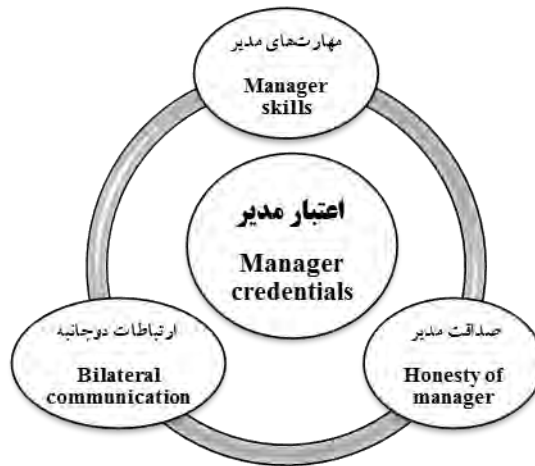 مهارت‌های مدیر
Manager
skills
اعتبار مدیر
Manager
credentials
ارتباطات دوجانبه
Bilateral
communication
صداقت مدیر
Honesty of
manager